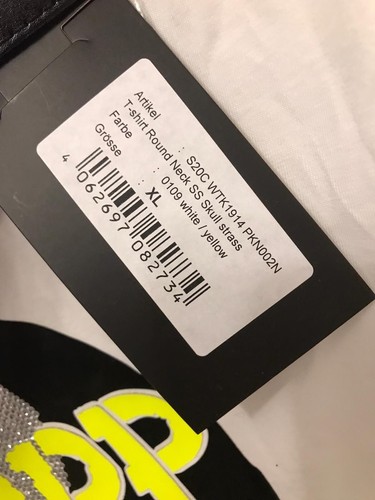 Artikel : S20C WTK1914 PKN002N
T-shirt Round Neck SS Skull strass
Farbe : 0109 white / yellow
Grösse : XL
4 062697 082734
PP